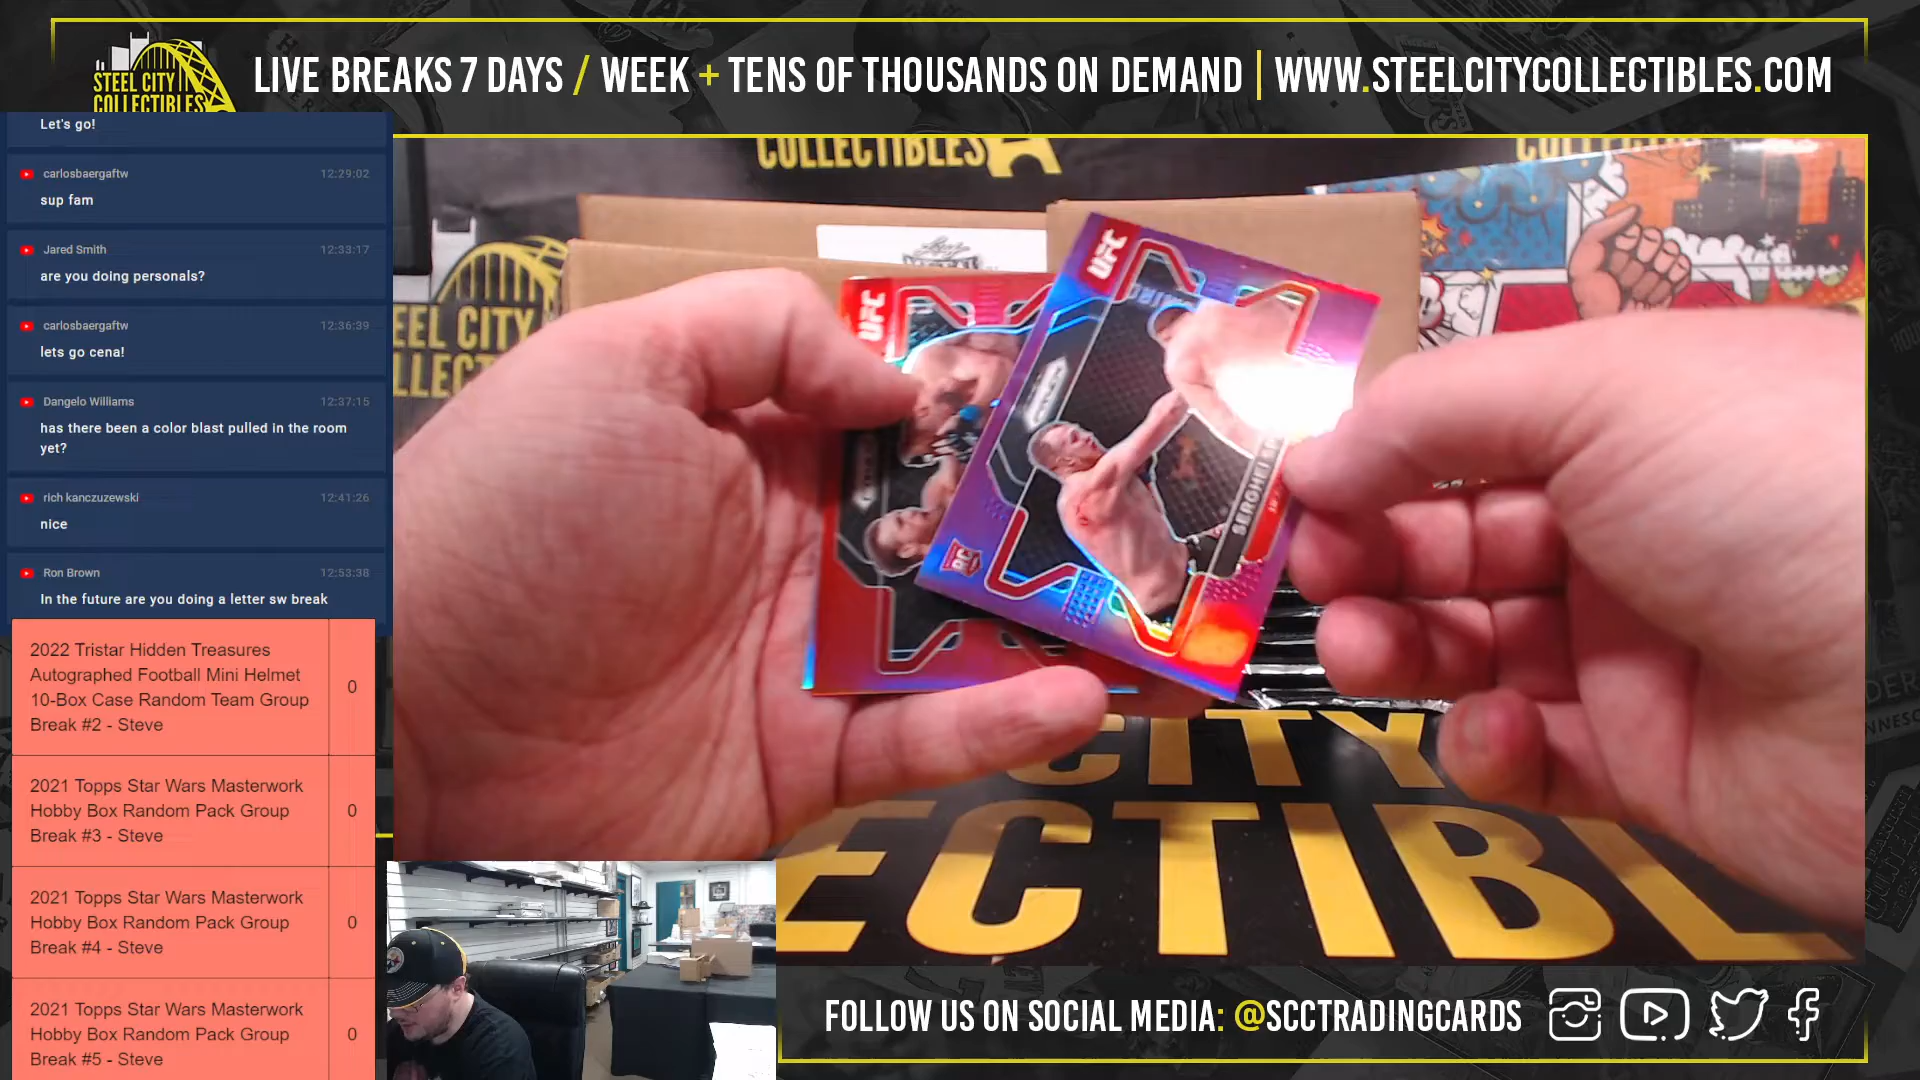 STEEL CITY
COLLECTIBLES
LIVE BREAKS 7 DAYS / WEEK + TENS OF THOUSANDS ON DEMAND | WWW.STEELCITYCOLLECTIBLES.COM
Let's go!
carlosbaergaftw 12:29:02
sup fam
Jared Smith 12:33:17
are you doing personals?
carlosbaergaftw 12:36:39
lets go cena!
Dangelo Williams 12:37:15
has there been a color blast pulled in the room
yet?
rich kanczuzewski 12:41:26
nice
Ron Brown 12:53:38
In the future are you doing a letter sw break
2022 Tristar Hidden Treasures
Autographed Football Mini Helmet
10-Box Case Random Team Group
Break #2 - Steve
0
2021 Topps Star Wars Masterwork
Hobby Box Random Pack Group
Break #3 - Steve
0
2021 Topps Star Wars Masterwork
Hobby Box Random Pack Group
Break #4 - Steve
0
2021 Topps Star Wars Masterwork
Hobby Box Random Pack Group
Break #5 - Steve
0
COLLECTIBLES
STEEL CITY
UFC
UFC
PRIZM
SERGHEI
RC
CITY
ECTIBL
FOLLOW US ON SOCIAL MEDIA: @SCCTRADINGCARDS